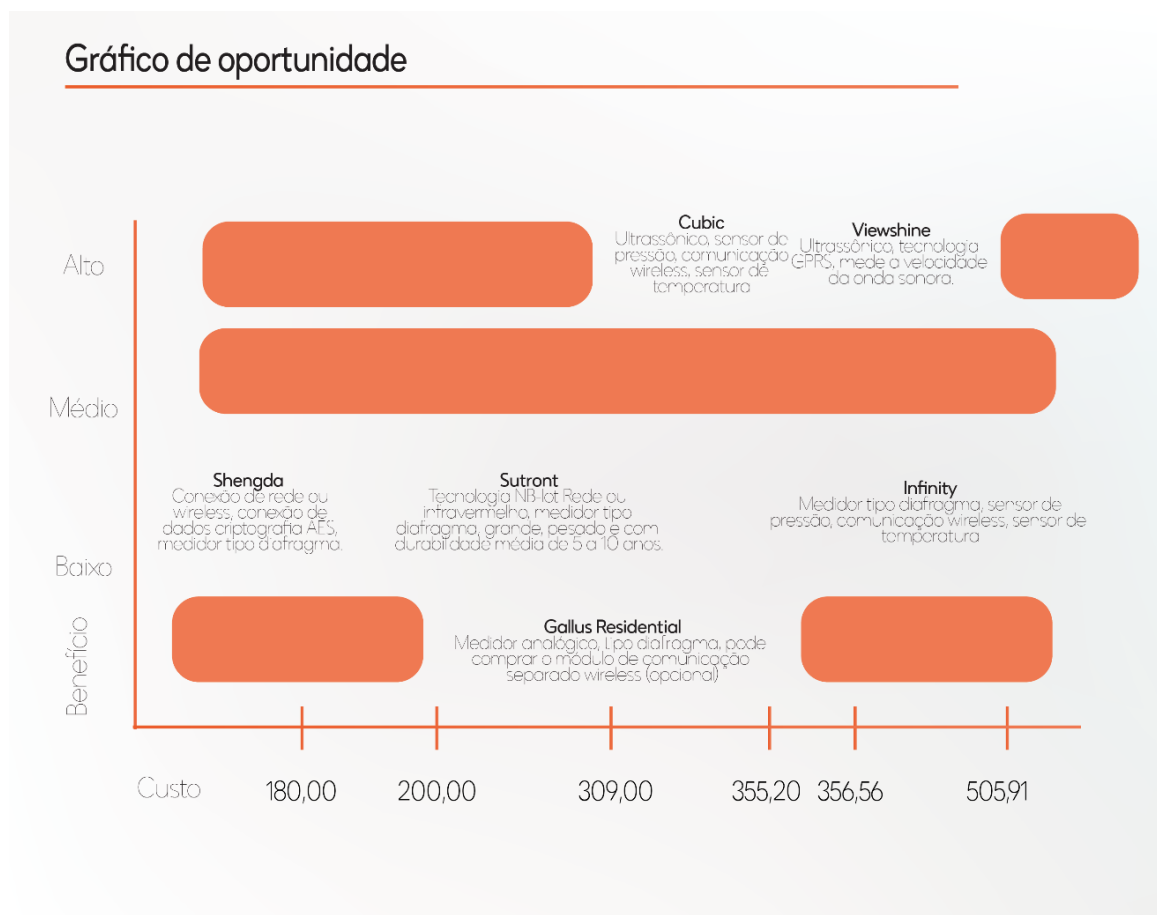 Gráfico de oportunidade
Alto
Cubic
Ultrassônico, sensor de
pressão, comunicação
wireless, sensor de
temperatura
Viewshine
Ultrassônico, tecnologia
GPRS, mede a velocidade
da onda sonora.
Médio
Shengda
Conexão de rede ou
wireless, conexão de
dados criptografia AES,
medidor tipo diafragma.
Sutront
Tecnologia NB-Iot Rede ou
infravermelho, medidor tipo
diafragma, grande, pesado e com
durabilidade média de 5 a 10 anos.
Infinity
Medidor tipo diafragma, sensor de
pressão, comunicação wireless, sensor de
temperatura
Baixo
Gallus Residential
Medidor analógico, tipo diafragma, pode
comprar o módulo de comunicação
separado wireless (opcional)
Benefício
Custo
180,00
200,00
309,00
355,20
356,56
505,91